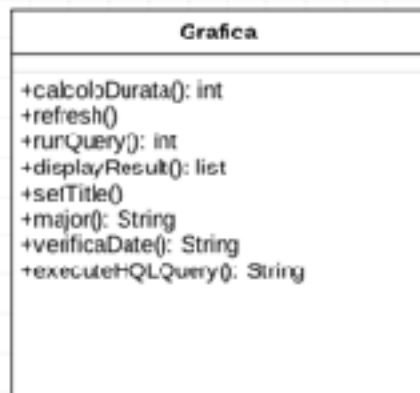 Grafica
+calcoloDurata(): int
+refresh()
+runQuery(): int
+displayResult(): list
+setTitle()
+major(): String
+verificaDate(): String
+executeHQLQuery(): String